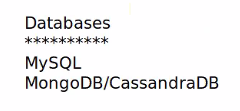 Databases
**********
MySQL
MongoDB/CassandraDB